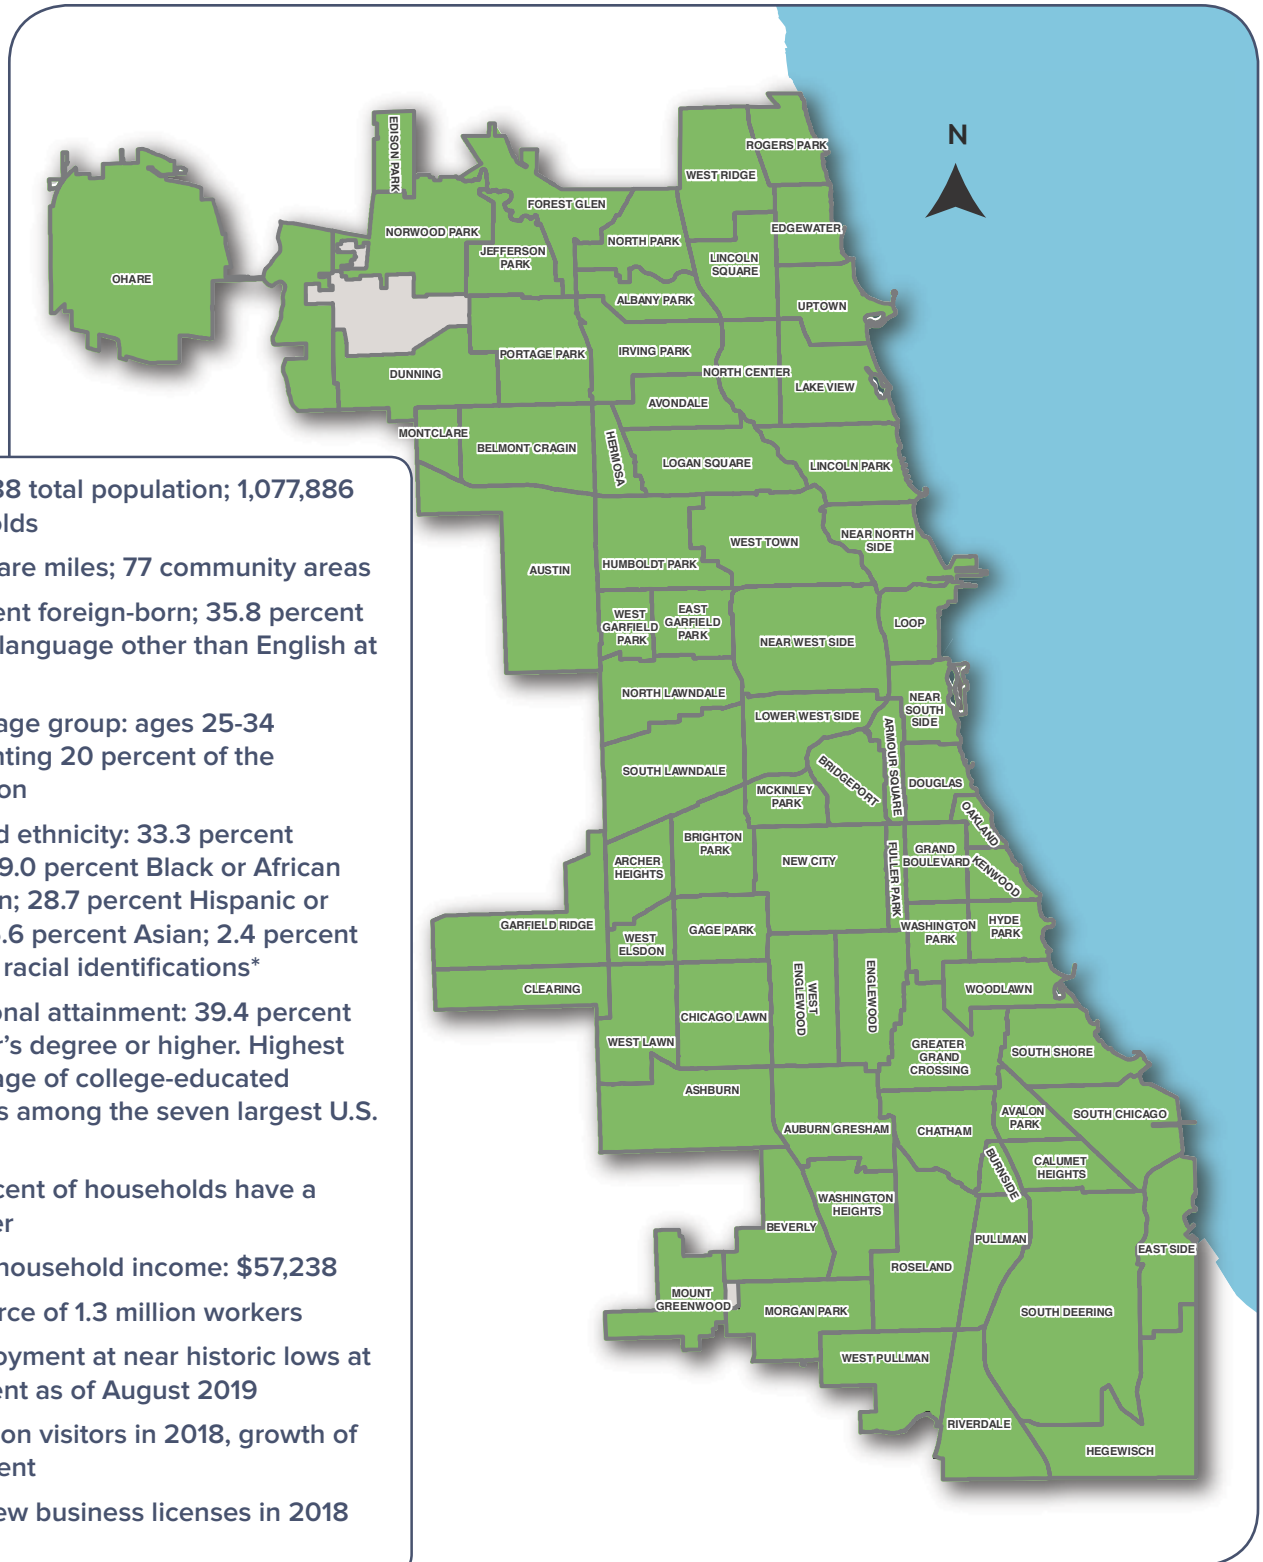 N
EDISON PARK
ROGERS PARK
WEST RIDGE
FOREST GLEN
NORWOOD PARK
EDGEWATER
NORTH PARK
JEFFERSON
PARK
LINCOLN
SQUARE
OHARE
ALBANY PARK
UPTOWN
PORTAGE PARK
IRVING PARK
DUNNING
NORTH CENTER
LAKE VIEW
AVONDALE
MONTCLARE
BELMONT CRAGIN
HERMOSA
LOGAN SQUARE
LINCOLN PARK
WEST TOWN
NEAR NORTH
SIDE
AUSTIN
HUMBOLDT PARK
WEST
GARFIELD
PARK
EAST
GARFIELD
PARK
LOOP
NEAR WEST SIDE
NORTH LAWNDALE
NEAR
SOUTH
SIDE
LOWER WEST SIDE
ARMOUR SQUARE
SOUTH LAWNDALE
BRIDGEPORT
DOUGLAS
MCKINLEY
PARK
OAKLAND
BRIGHTON
PARK
ARCHER
HEIGHTS
NEW CITY
FULLER PARK
GRAND
BOULEVARD
KENWOOD
GARFIELD RIDGE
WEST
ELSDON
GAGE PARK
WASHINGTON
PARK
HYDE
PARK
CLEARING
WEST
ENGLEWOOD
ENGLEWOOD
WOODLAWN
CHICAGO LAWN
WEST LAWN
GREATER
GRAND
CROSSING
SOUTH SHORE
ASHBURN
AUBURN GRESHAM
CHATHAM
AVALON
PARK
SOUTH CHICAGO
BURNSIDE
CALUMET
HEIGHTS
WASHINGTON
HEIGHTS
BEVERLY
PULLMAN
EAST SIDE
ROSELAND
MOUNT
GREENWOOD
MORGAN PARK
SOUTH DEERING
WEST PULLMAN
RIVERDALE
HEGEWISCH
38 total population; 1,077,886
olds
are miles; 77 community areas
ent foreign-born; 35.8 percent
language other than English at
age group: ages 25-34
nting 20 percent of the
on
d ethnicity: 33.3 percent
9.0 percent Black or African
n; 28.7 percent Hispanic or
.6 percent Asian; 2.4 percent
racial identifications*
onal attainment: 39.4 percent
r's degree or higher. Highest
age of college-educated
s among the seven largest U.S.
cent of households have a
er
household income: $57,238
rce of 1.3 million workers
oyment at near historic lows at
ent as of August 2019
on visitors in 2018, growth of
ent
ew business licenses in 2018